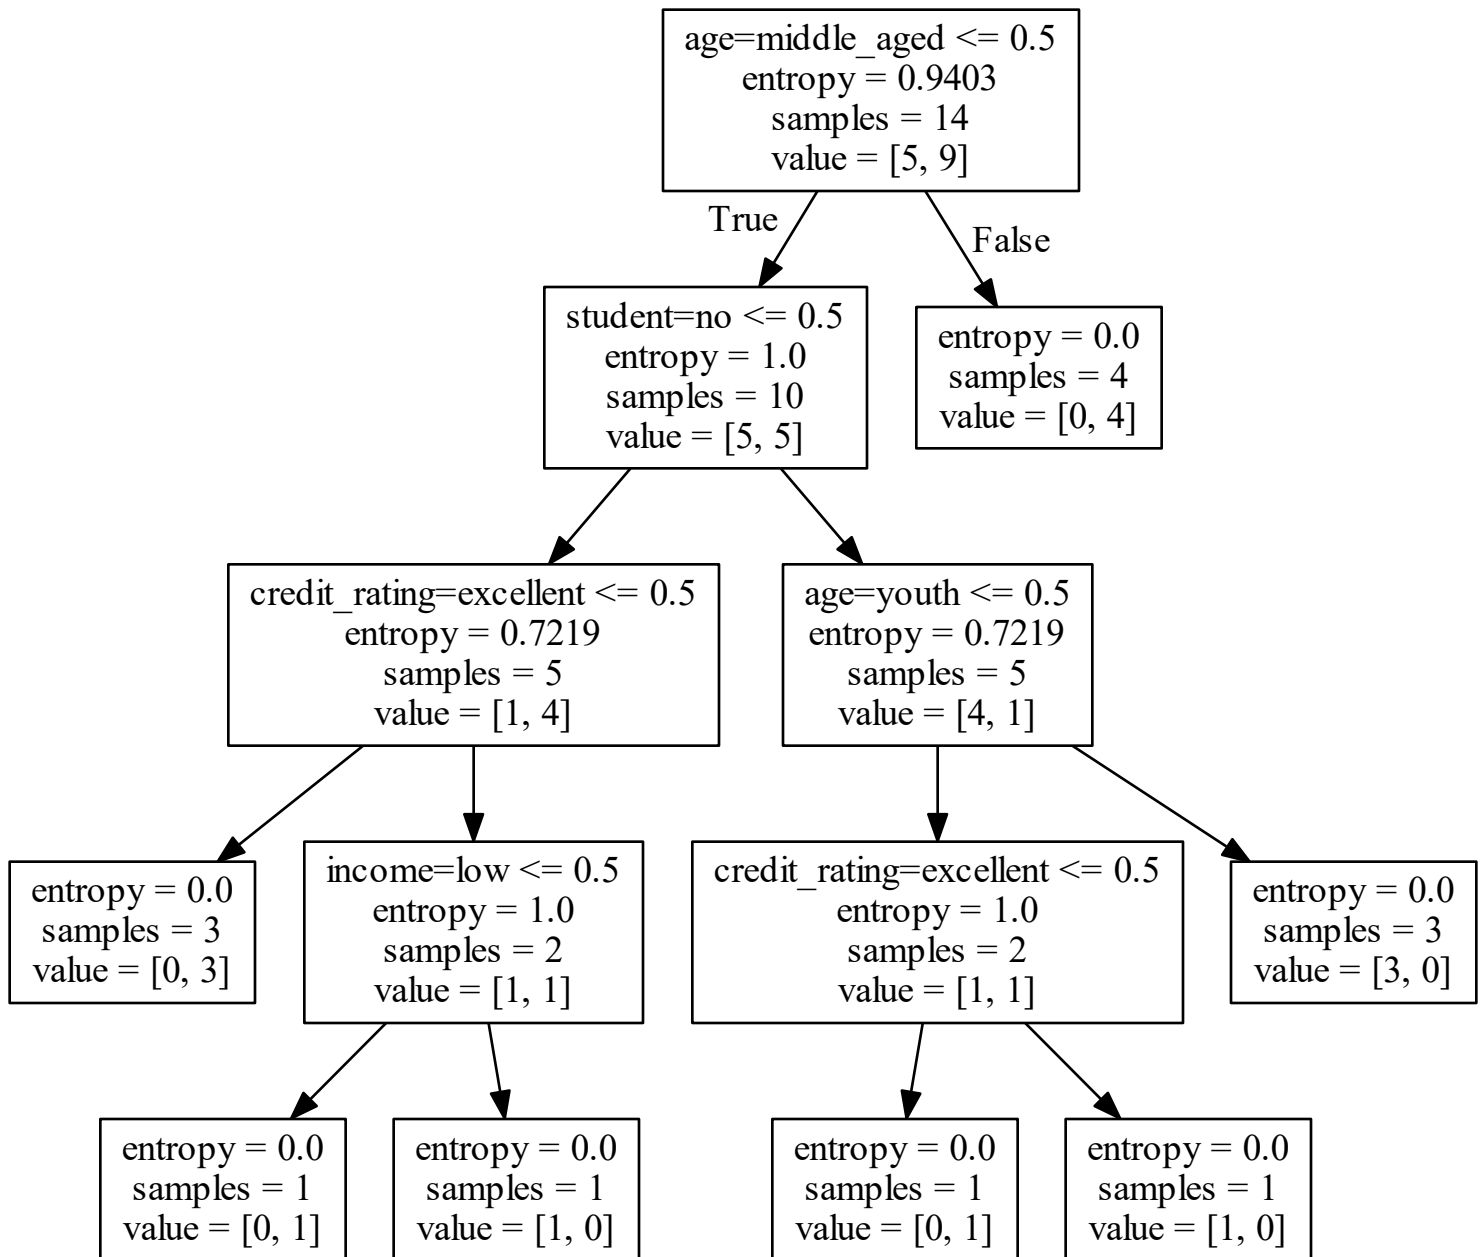 age=middle_aged <= 0.5
entropy = 0.9403
samples = 14
value = [5, 9]
True
False
student=no <= 0.5
entropy = 1.0
samples = 10
value = [5, 5]
entropy = 0.0
samples = 4
value = [0, 4]
credit_rating=excellent <= 0.5
entropy = 0.7219
samples = 5
value = [1, 4]
age=youth <= 0.5
entropy = 0.7219
samples = 5
value = [4, 1]
entropy = 0.0
samples = 3
value = [0, 3]
income=low <= 0.5
entropy = 1.0
samples = 2
value = [1, 1]
credit_rating=excellent <= 0.5
entropy = 1.0
samples = 2
value = [1, 1]
entropy = 0.0
samples = 3
value = [3, 0]
entropy = 0.0
samples = 1
value = [0, 1]
entropy = 0.0
samples = 1
value = [1, 0]
entropy = 0.0
samples = 1
value = [0, 1]
entropy = 0.0
samples = 1
value = [1, 0]